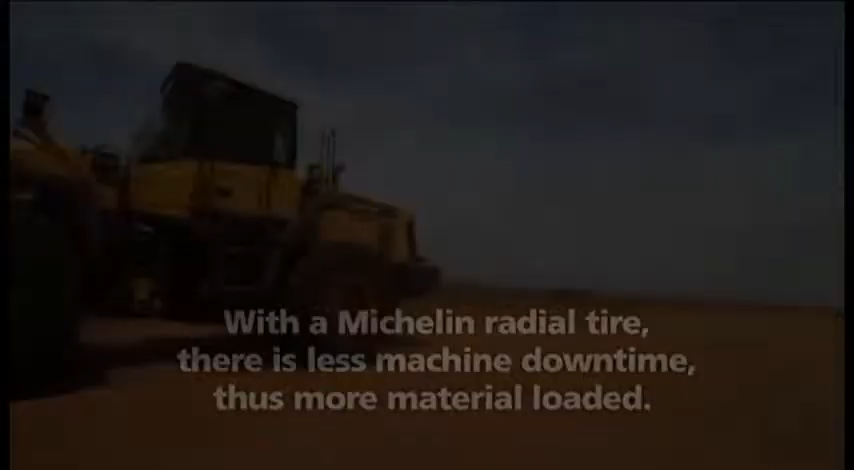 With a Michelin radial tire,
there is less machine downtime,
thus more material loaded.